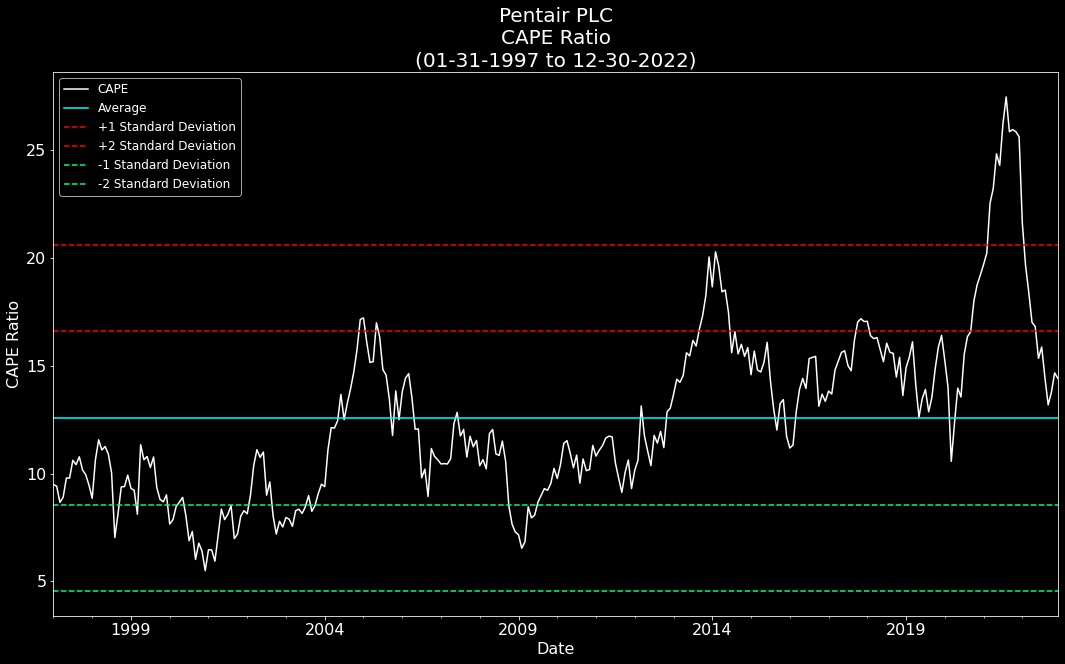 Pentair PLC
CAPE Ratio
(01-31-1997 to 12-30-2022)
CAPE
Average
+1 Standard Deviation
+2 Standard Deviation
-1 Standard Deviation
-2 Standard Deviation
CAPE Ratio
25
20
15
10
5
1999 2004 2009 2014 2019
Date